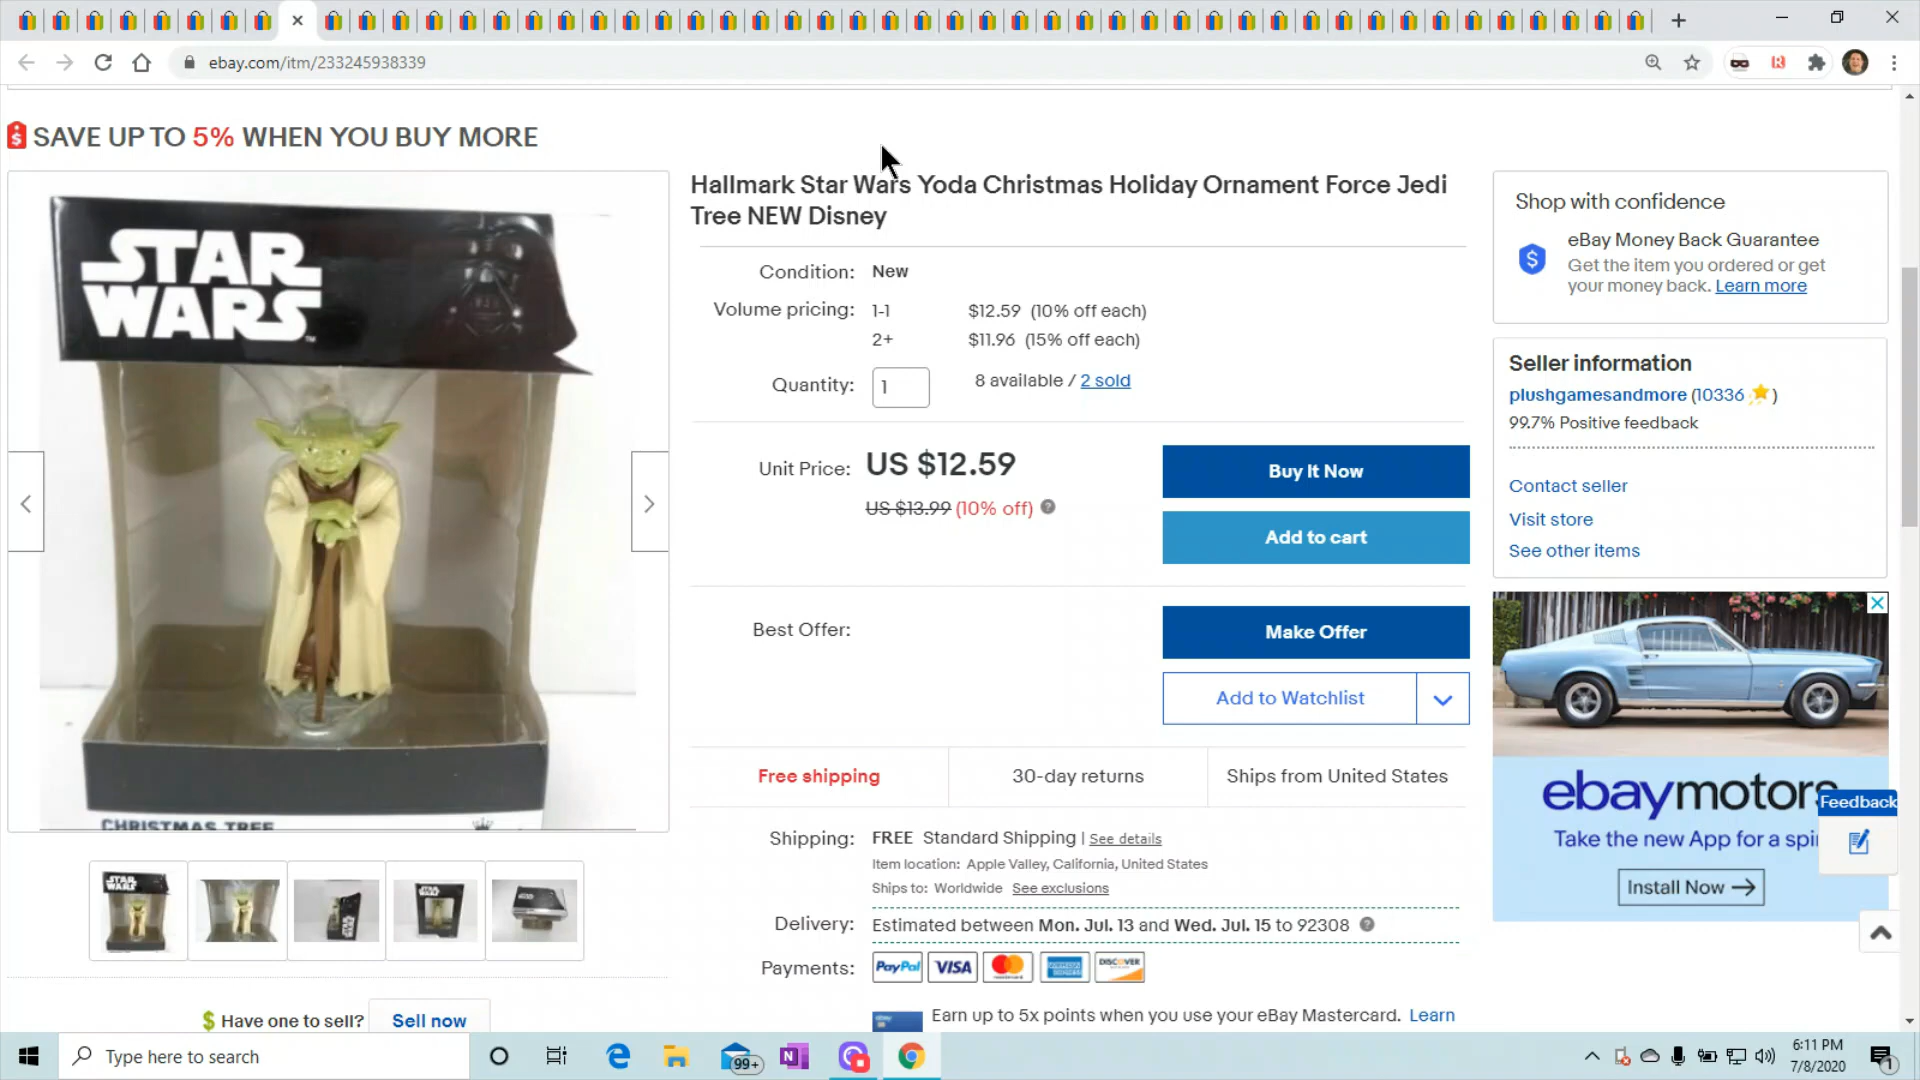 ebay.com/itm/233245938339
SAVE UP TO 5% WHEN YOU BUY MORE
STAR
WARS
TM
CHRISTMAS TREE
Hallmark Star Wars Yoda Christmas Holiday Ornament Force Jedi
Tree NEW Disney
Condition: New
Volume pricing: 1-1 $12.59 (10% off each)
2+ $11.96 (15% off each)
Quantity: 1 8 available / 2 sold
Unit Price: US $12.59
US $13.99 (10% off)
Buy It Now
Add to cart
Best Offer:
Make Offer
Add to Watchlist
Free shipping 30-day returns Ships from United States
Shipping: FREE Standard Shipping | See details
Item location: Apple Valley, California, United States
Ships to: Worldwide See exclusions
Delivery: Estimated between Mon. Jul. 13 and Wed. Jul. 15 to 92308
Payments: PayPal VISA DISCOVER
Earn up to 5x points when you use your eBay Mastercard. Learn
$ Have one to sell? Sell now
Shop with confidence
eBay Money Back Guarantee
Get the item you ordered or get
your money back. Learn more
Seller information
plushgamesandmore (10336 )
99.7% Positive feedback
Contact seller
Visit store
See other items
ebaymotors
Take the new App for a spi
Install Now →
Feedback
Type here to search
99+
N
6:11 PM
7/8/2020
1